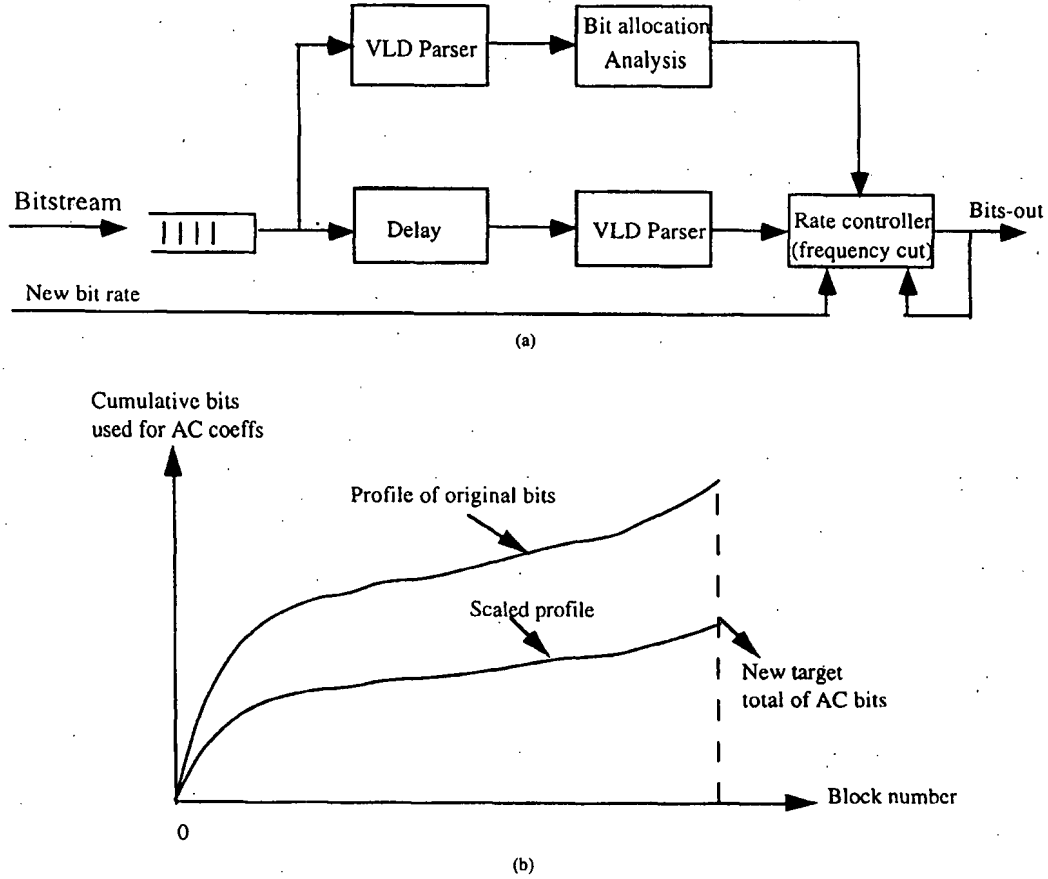 VLD Parser
Bit allocation
Analysis
Bitstream
Delay
VLD Parser
Rate controller
(frequency cut)
Bits-out
New bit rate
(a)
Cumulative bits
used for AC coeffs
Profile of original bits
Scaled profile
New target
total of AC bits
Block number
0
(b)